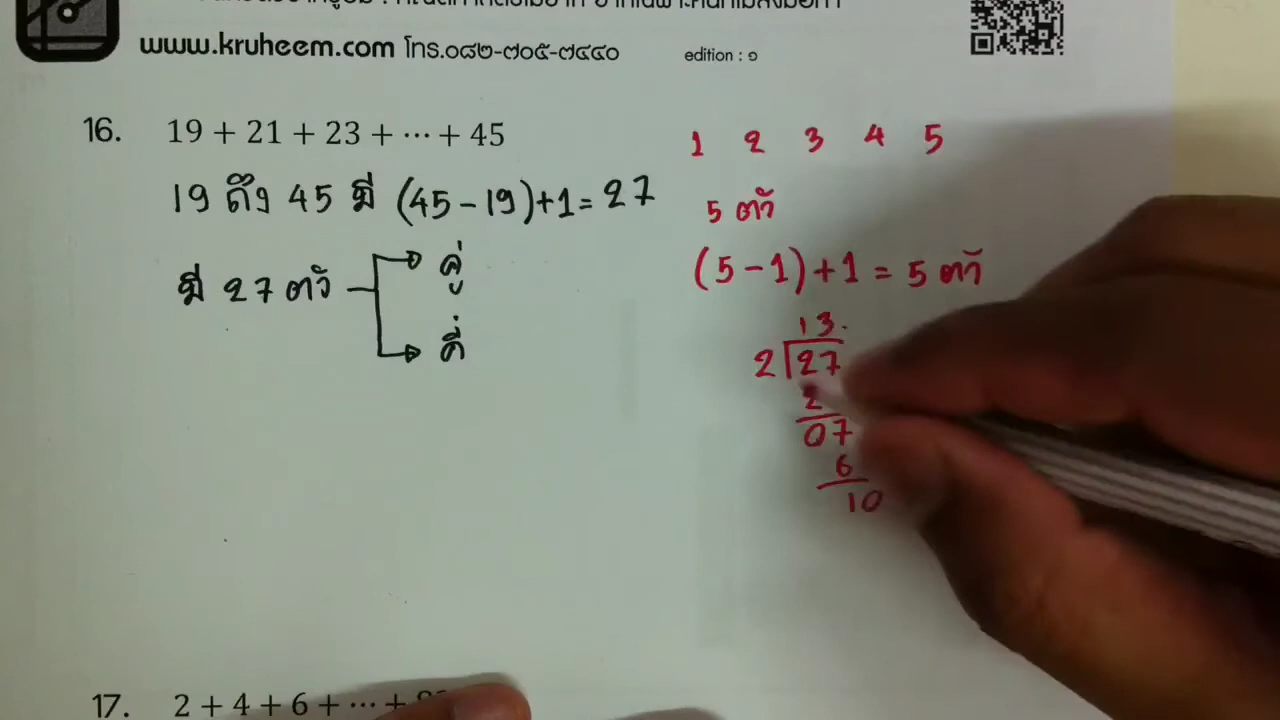 www.kruheem.com โทร.๐๘๒-๗๐๕-๗๔๔๐ edition : ๑
16. 19 + 21 + 23 + ⋯ + 45
19 ถึง 45 มี (45-19)+1=27
มี 27 ตัว
คู่
คี่
1 2 3 4 5
5 ตัว
(5-1)+1 = 5 ตัว
13.
2 27
2
07
6
10
17. 2 + 4 + 6 + ⋯ +